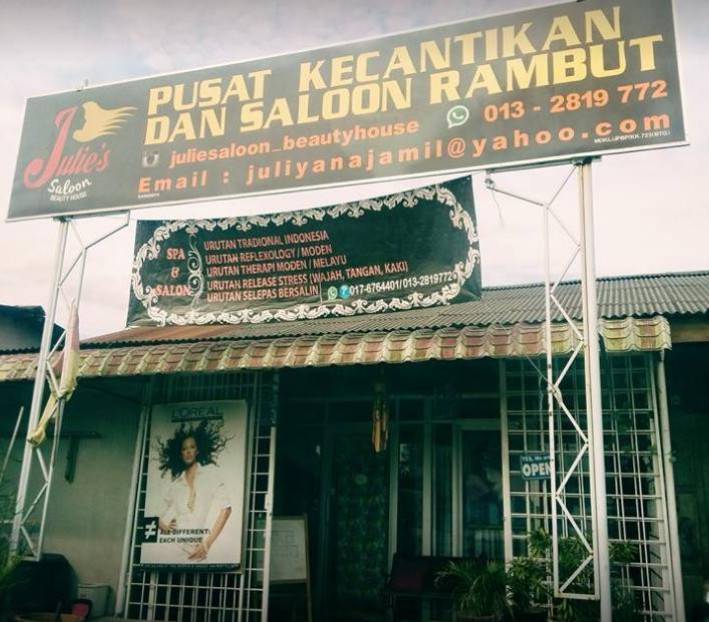 Julie's
Saloon
BEAUTY HOUSE
PUSAT KECANTIKAN
DAN SALOON RAMBUT
juliesaloon_beautyhouse 013 - 2819 772
Email : juliyanajamil@yahoo.com
SPA
&
SALON
URUTAN TRADIONAL INDONESIA
URUTAN REFLEXOLOGY / MODEN
URUTAN THERAPI MODEN / MELAYU
URUTAN RELEASE STRESS (WAJAH, TANGAN, KAKI)
URUTAN SELEPAS BERSALIN 017-6764401/013-2819772
L'OREAL
ALL DIFFERENT
EACH UNIQUE
OPEN